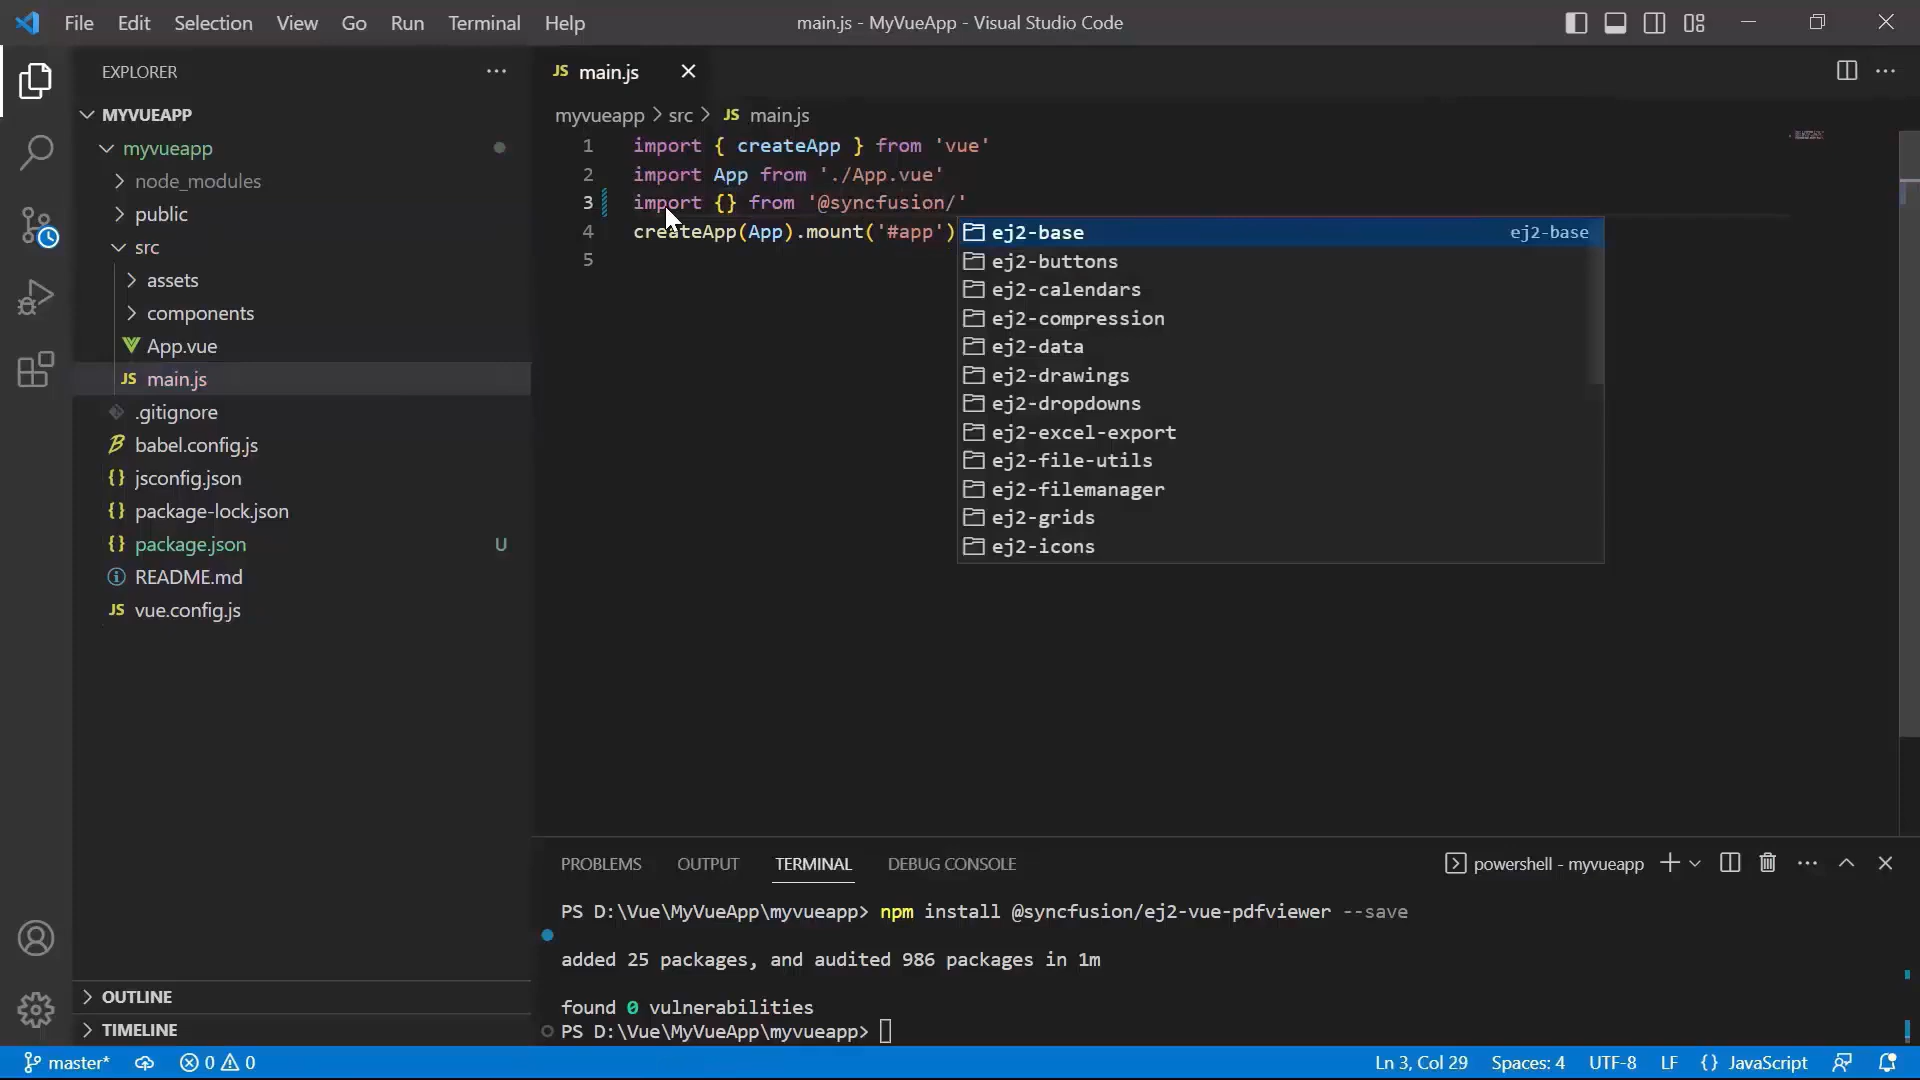 File Edit Selection View Go Run Terminal Help
main.js - MyVueApp - Visual Studio Code
EXPLORER
MYVUEAPP
myvueapp
node_modules
public
src
assets
components
App.vue
JS main.js
.gitignore
babel.config.js
{} jsconfig.json
{} package-lock.json
{} package.json U
README.md
JS vue.config.js
OUTLINE
TIMELINE
JS main.js
myvueapp > src > JS main.js
1 import { createApp } from 'vue'
2 import App from './App.vue'
3 import {} from '@syncfusion/'
4 createApp(App).mount('#app')
5
ej2-base ej2-base
ej2-buttons
ej2-calendars
ej2-compression
ej2-data
ej2-drawings
ej2-dropdowns
ej2-excel-export
ej2-file-utils
ej2-filemanager
ej2-grids
ej2-icons
PROBLEMS OUTPUT TERMINAL DEBUG CONSOLE
powershell - myvueapp
PS D:\Vue\MyVueApp\myvueapp> npm install @syncfusion/ej2-vue-pdfviewer --save
added 25 packages, and audited 986 packages in 1m
found 0 vulnerabilities
PS D:\Vue\MyVueApp\myvueapp>
master* 0 0
Ln 3, Col 29 Spaces: 4 UTF-8 LF {} JavaScript